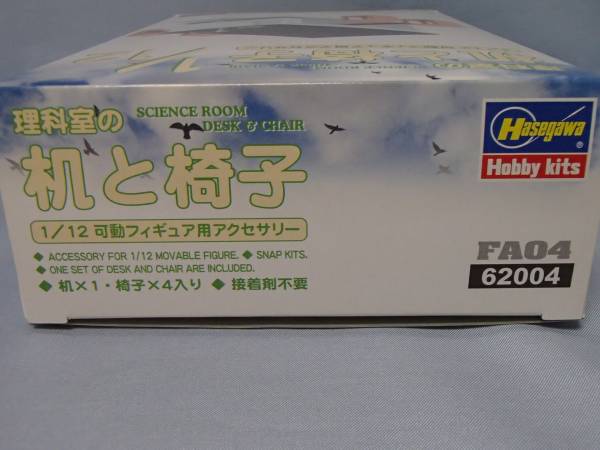 理科室の
SCIENCE ROOM
DESK & CHAIR
机と椅子
1/12 可動フィギュア用アクセサリー
◆ ACCESSORY FOR 1/12 MOVABLE FIGURE. ◆ SNAP KITS.
◆ ONE SET OF DESK AND CHAIR ARE INCLUDED.
◆ 机×1・椅子×4入り ◆ 接着剤不要
Hasegawa
Hobby kits
FA04
62004